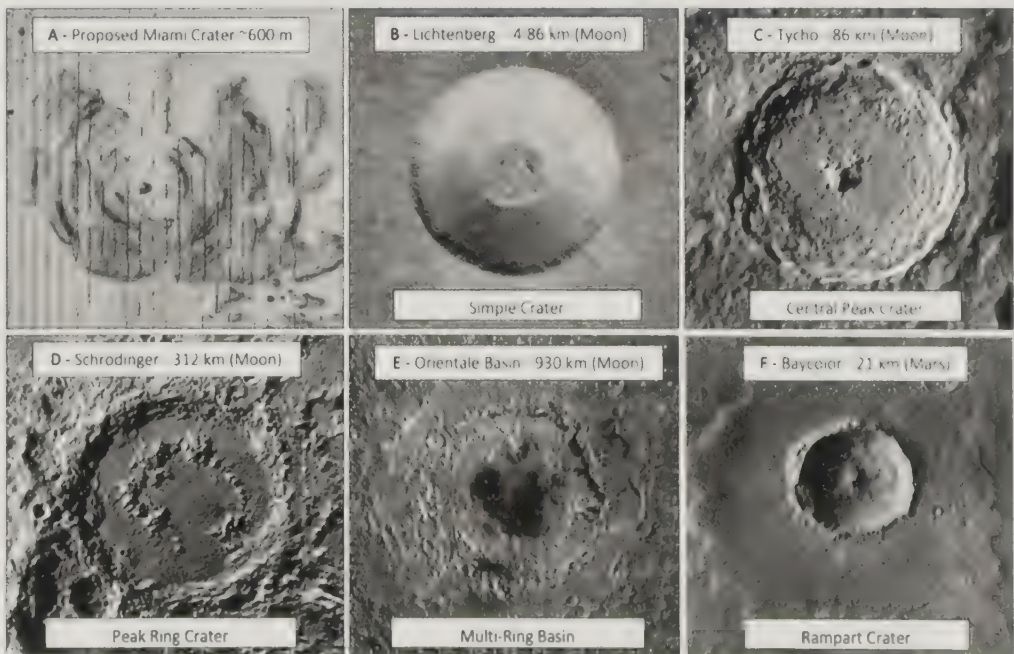 A - Proposed Miami Crater ~600 m
B - Lichtenberg 4.86 km (Moon)
C - Tycho 86 km (Moon)
Simple Crater
Central Peak Crater
D - Schrodinger 312 km (Moon)
E - Orientale Basin 930 km (Moon)
F - Baycolor 21 km (Mars)
Peak Ring Crater
Multi-Ring Basin
Rampart Crater